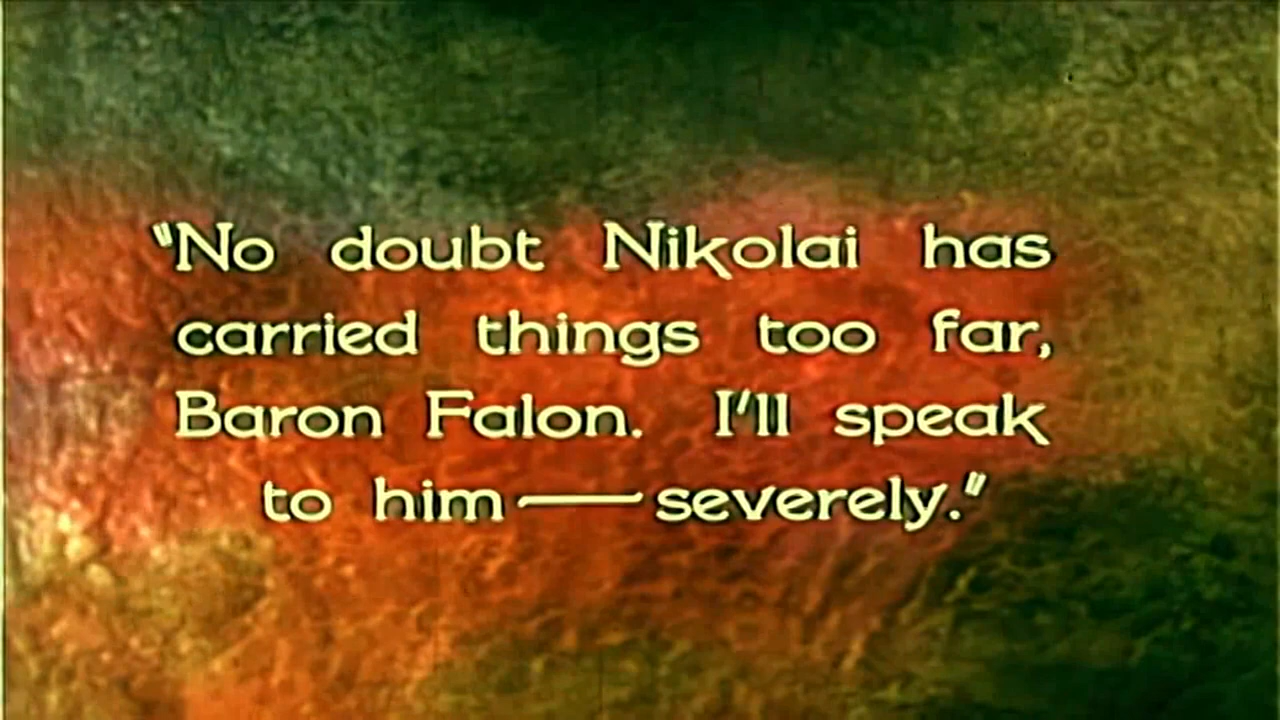 "No doubt Nikolai has
carried things too far,
Baron Falon. I'll speak
to him — severely."